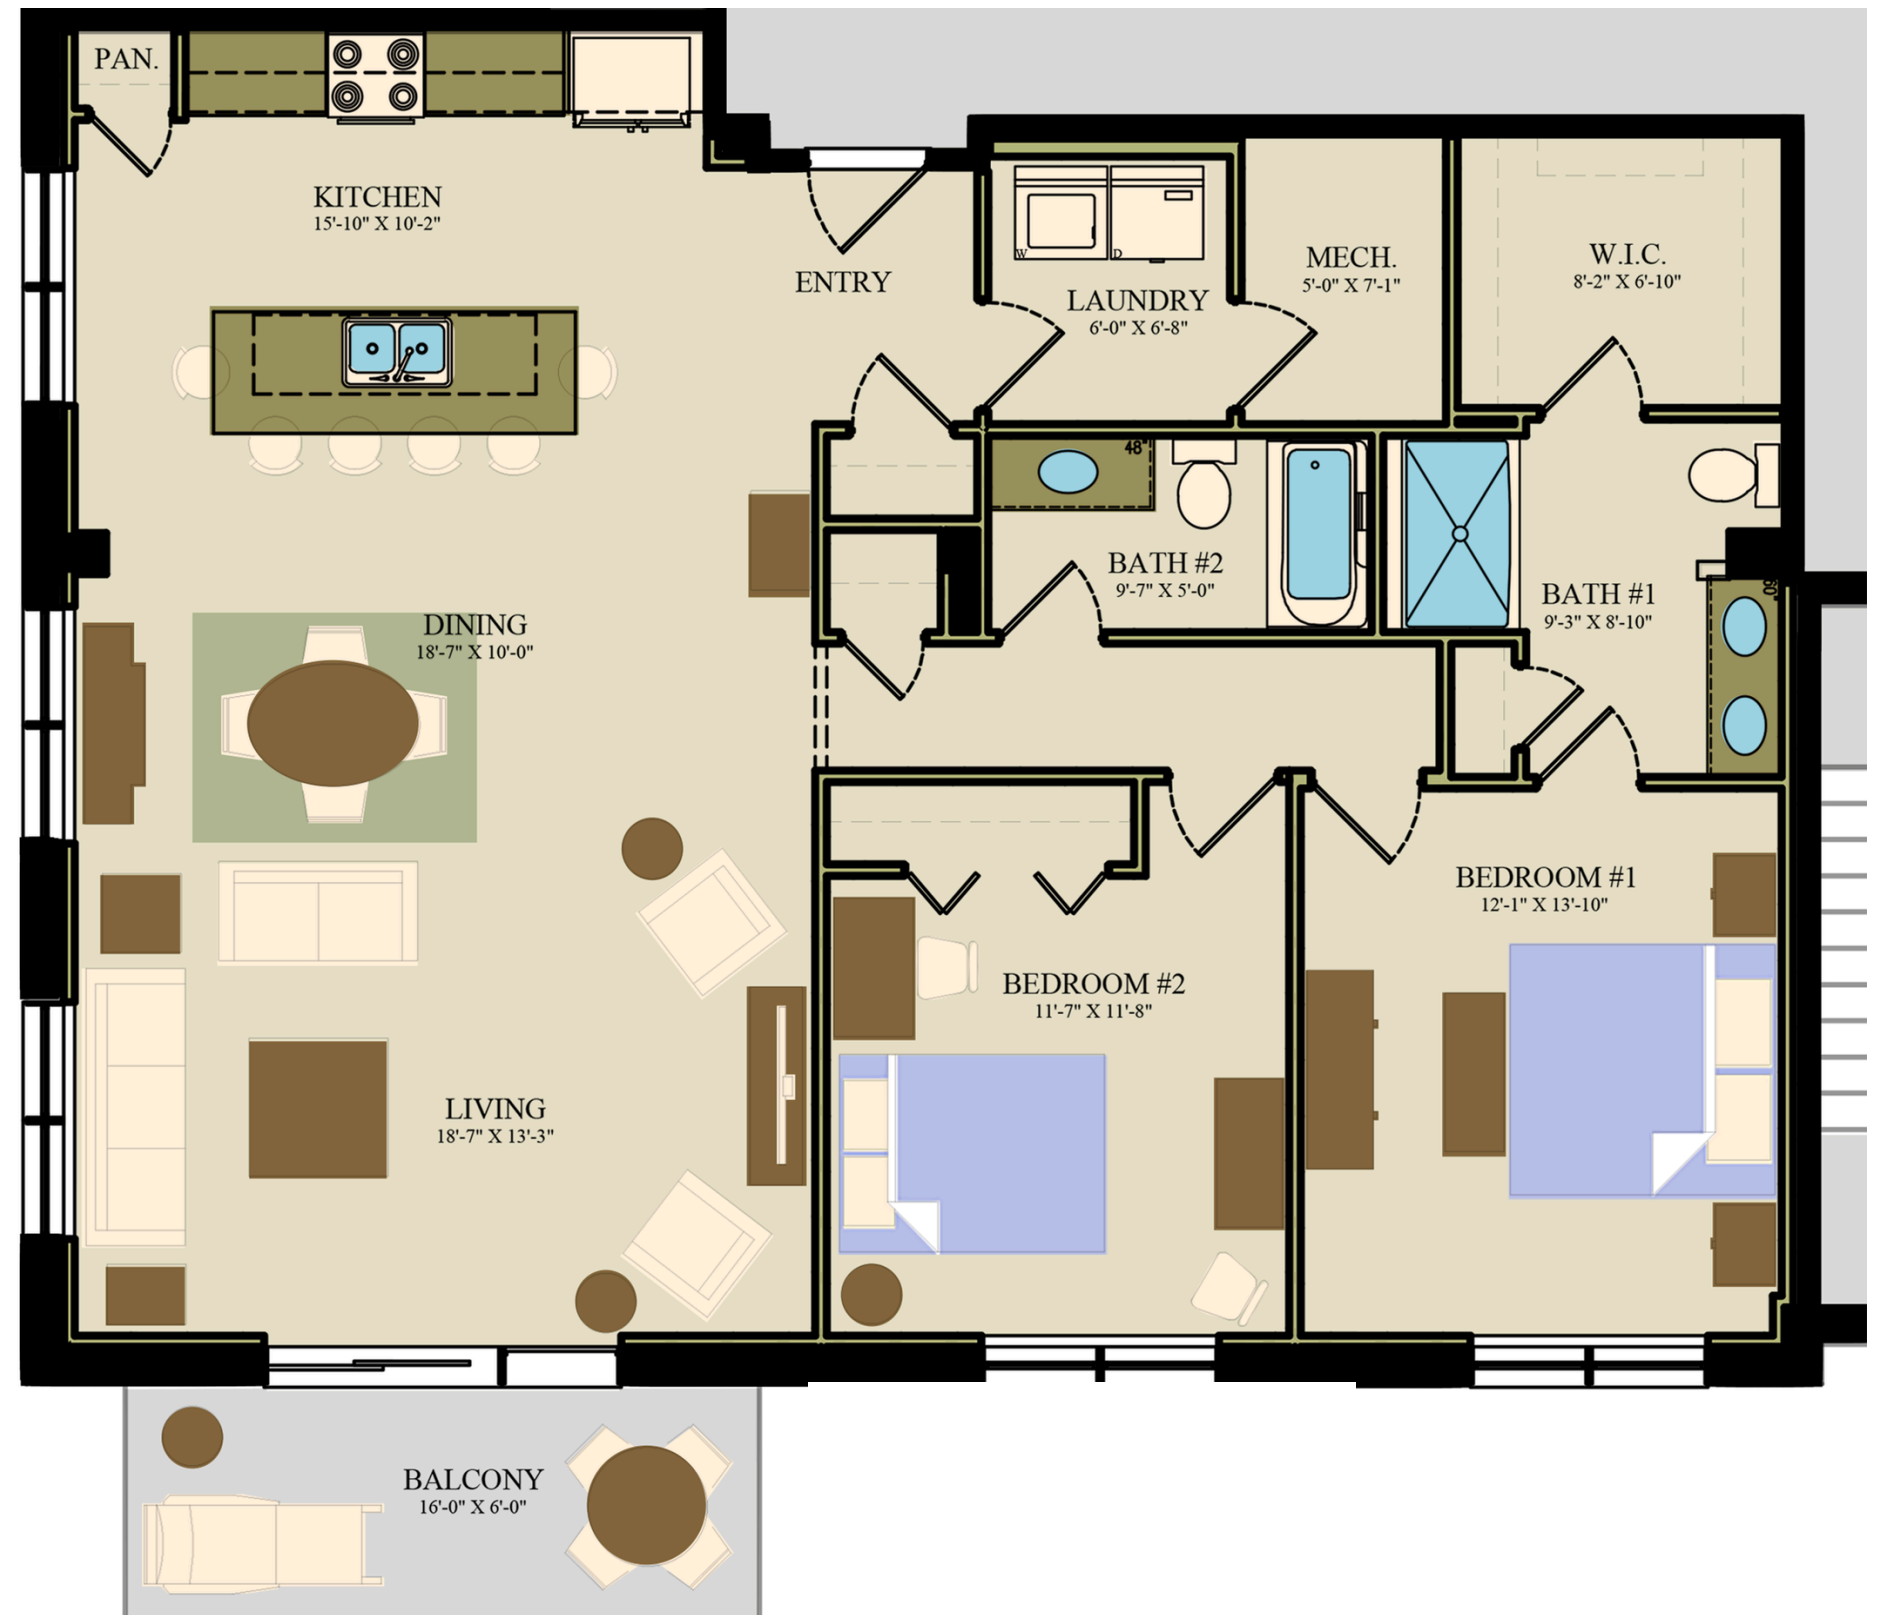 PAN.
KITCHEN
15'-10" X 10'-2"
ENTRY
LAUNDRY
6'-0" X 6'-8"
W
D
MECH.
5'-0" X 7'-1"
W.I.C.
8'-2" X 6'-10"
48"
BATH #2
9'-7" X 5'-0"
BATH #1
9'-3" X 8'-10"
60"
DINING
18'-7" X 10'-0"
BEDROOM #1
12'-1" X 13'-10"
BEDROOM #2
11'-7" X 11'-8"
LIVING
18'-7" X 13'-3"
BALCONY
16'-0" X 6'-0"